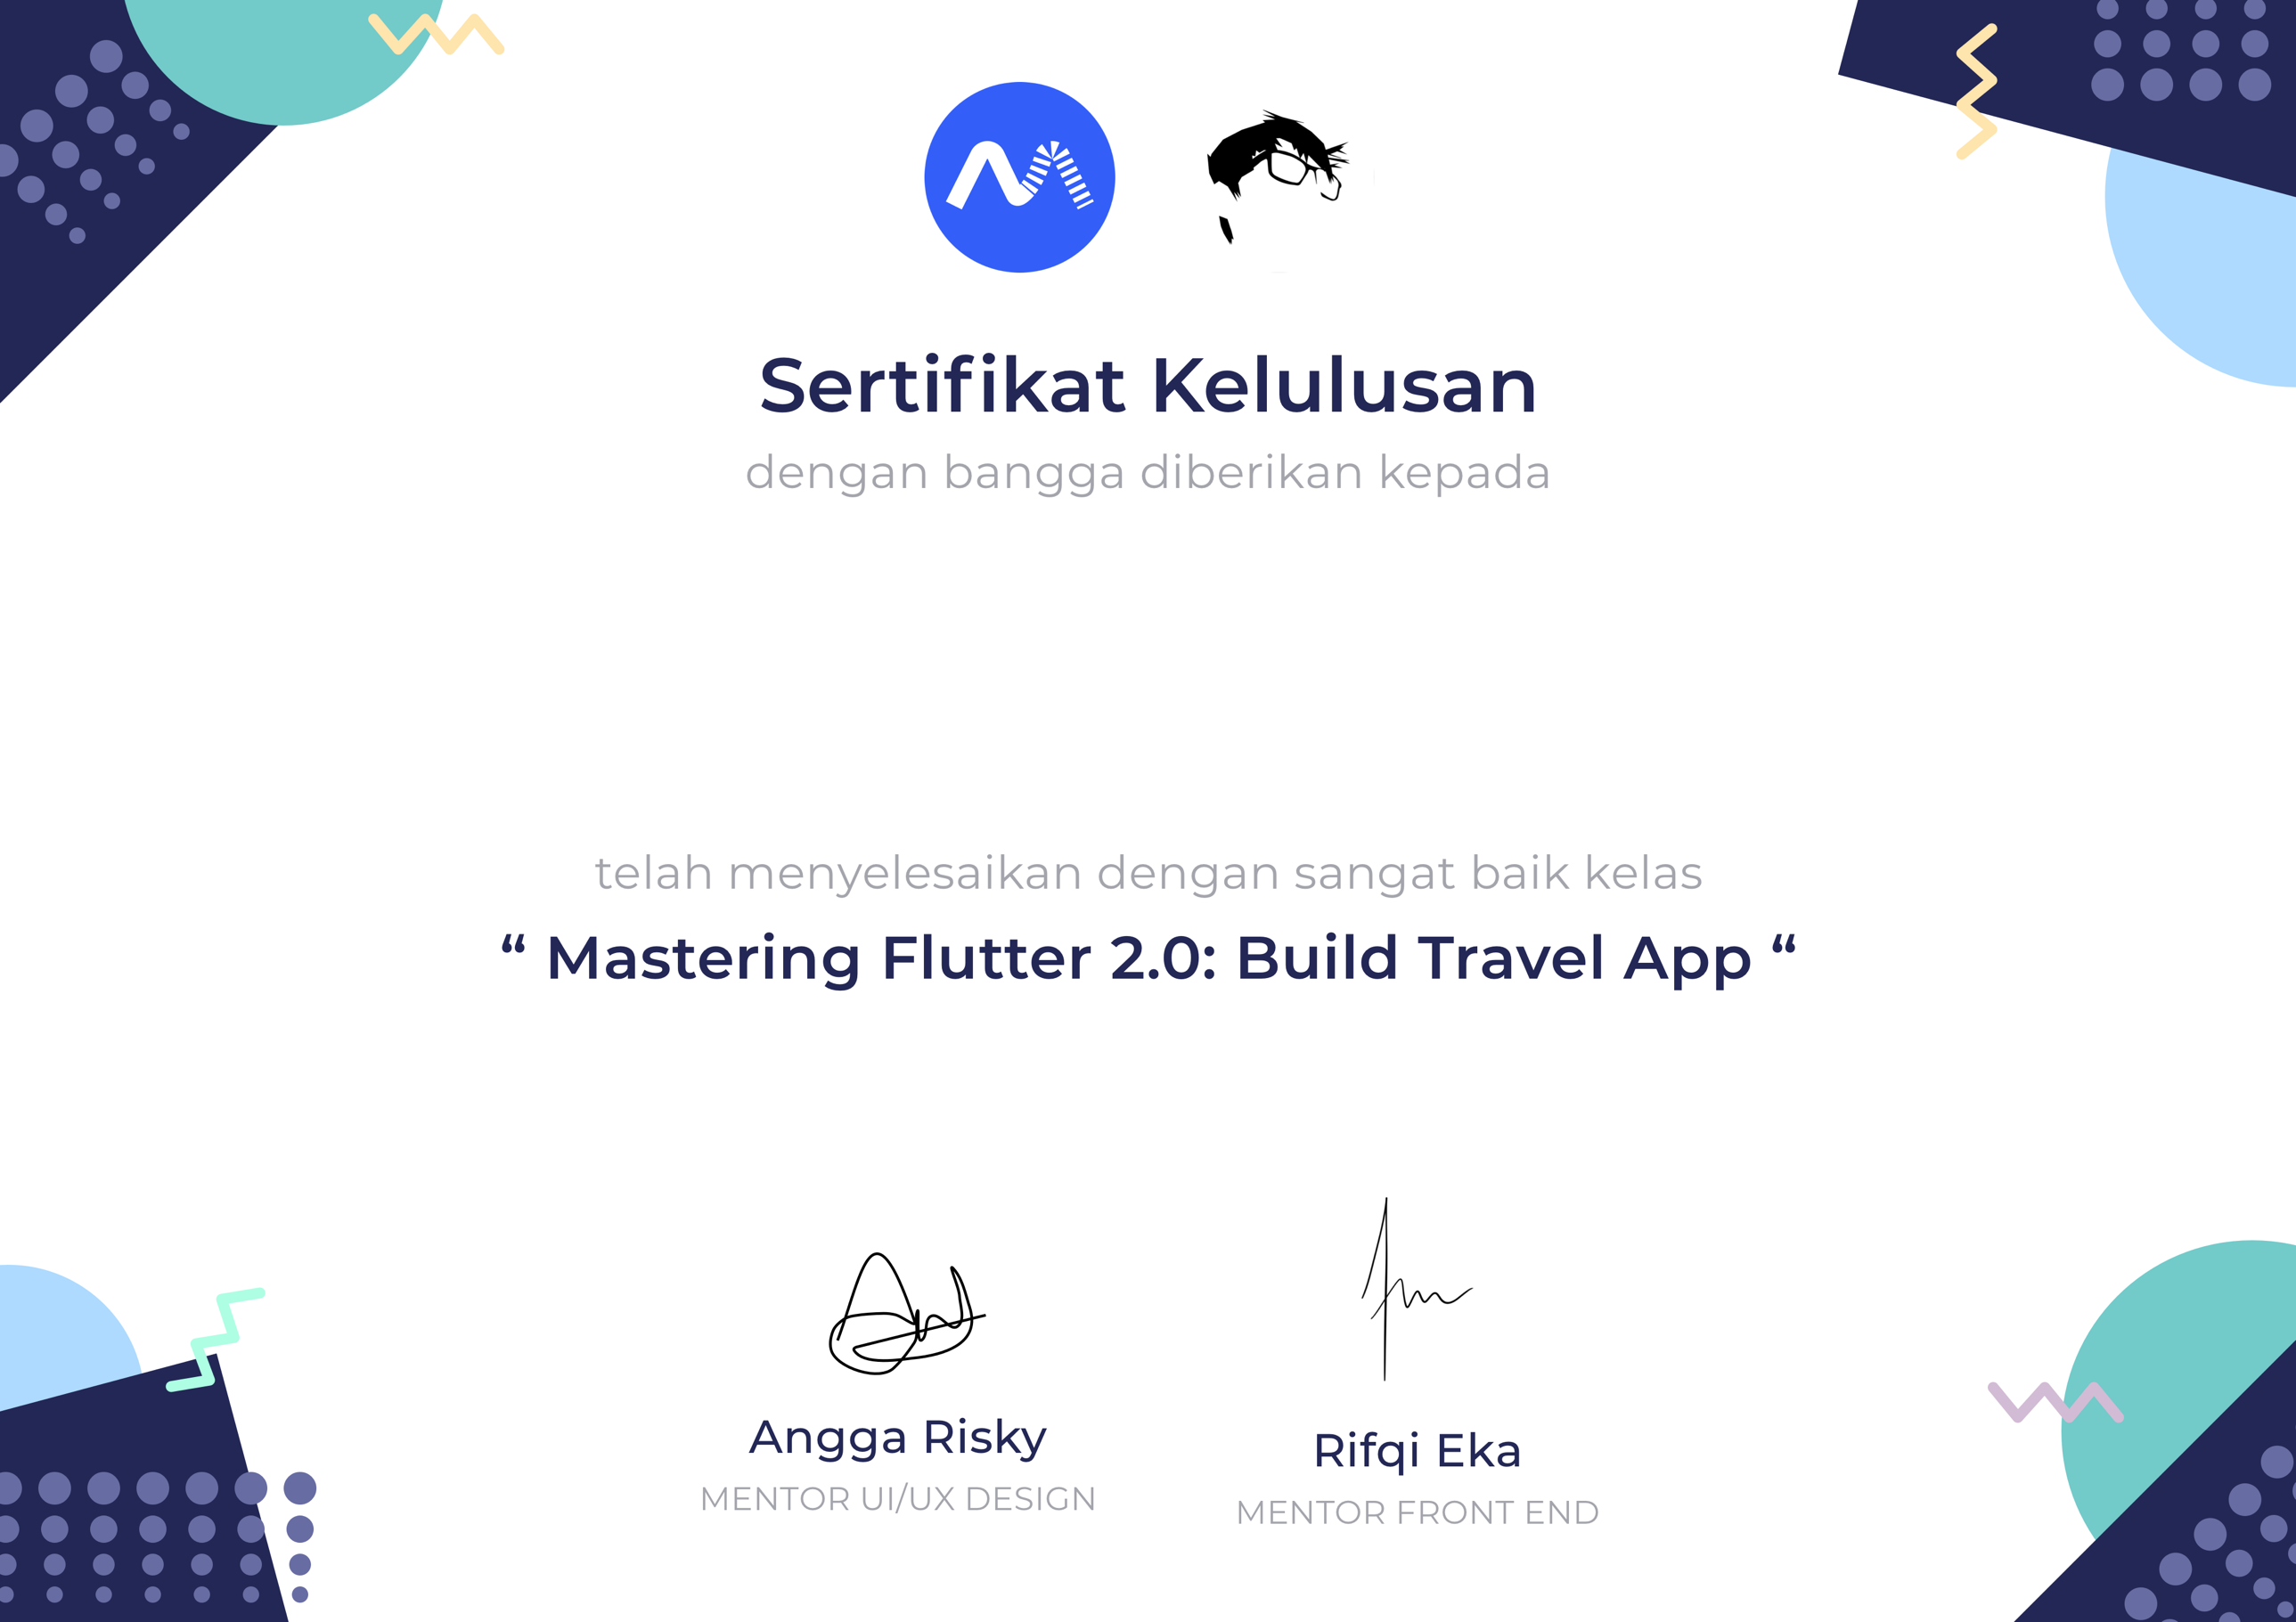 Sertifikat Kelulusan
dengan bangga diberikan kepada
telah menyelesaikan dengan sangat baik kelas
“ Mastering Flutter 2.0: Build Travel App “
Angga Risky
MENTOR UI/UX DESIGN
Rifqi Eka
MENTOR FRONT END